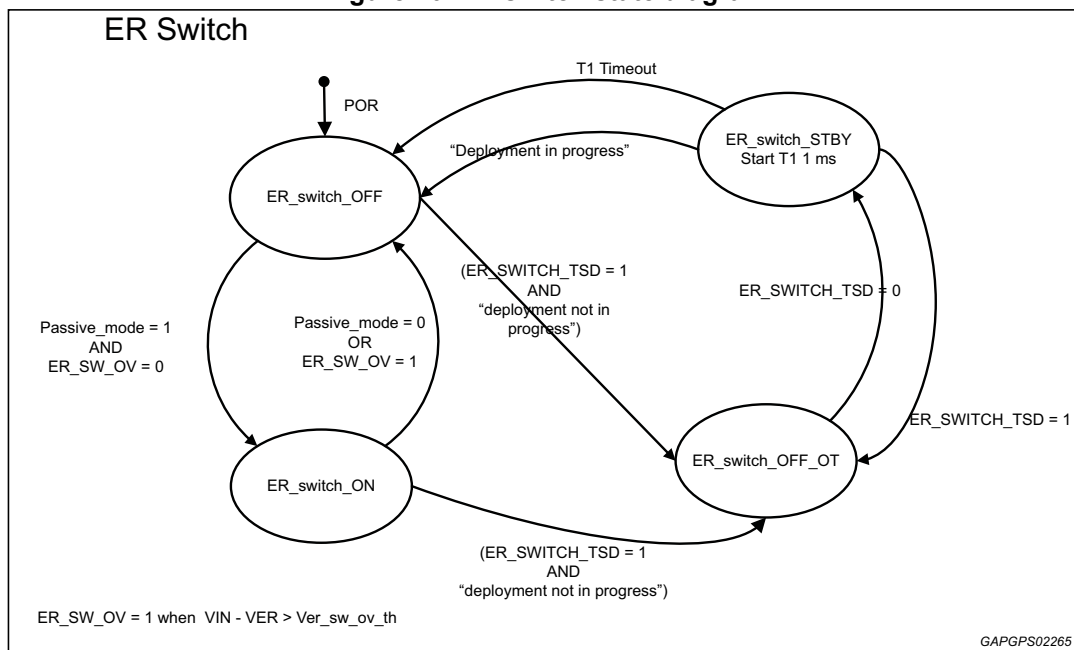 ER Switch
T1 Timeout
POR
ER_switch_STBY
Start T1 1 ms
“Deployment in progress”
ER_switch_OFF
(ER_SWITCH_TSD = 1
AND
“deployment not in
progress”)
ER_SWITCH_TSD = 0
Passive_mode = 1
AND
ER_SW_OV = 0
Passive_mode = 0
OR
ER_SW_OV = 1
ER_SWITCH_TSD = 1
ER_switch_OFF_OT
ER_switch_ON
(ER_SWITCH_TSD = 1
AND
“deployment not in progress”)
ER_SW_OV = 1 when VIN - VER > Ver_sw_ov_th
GAPGPS02265